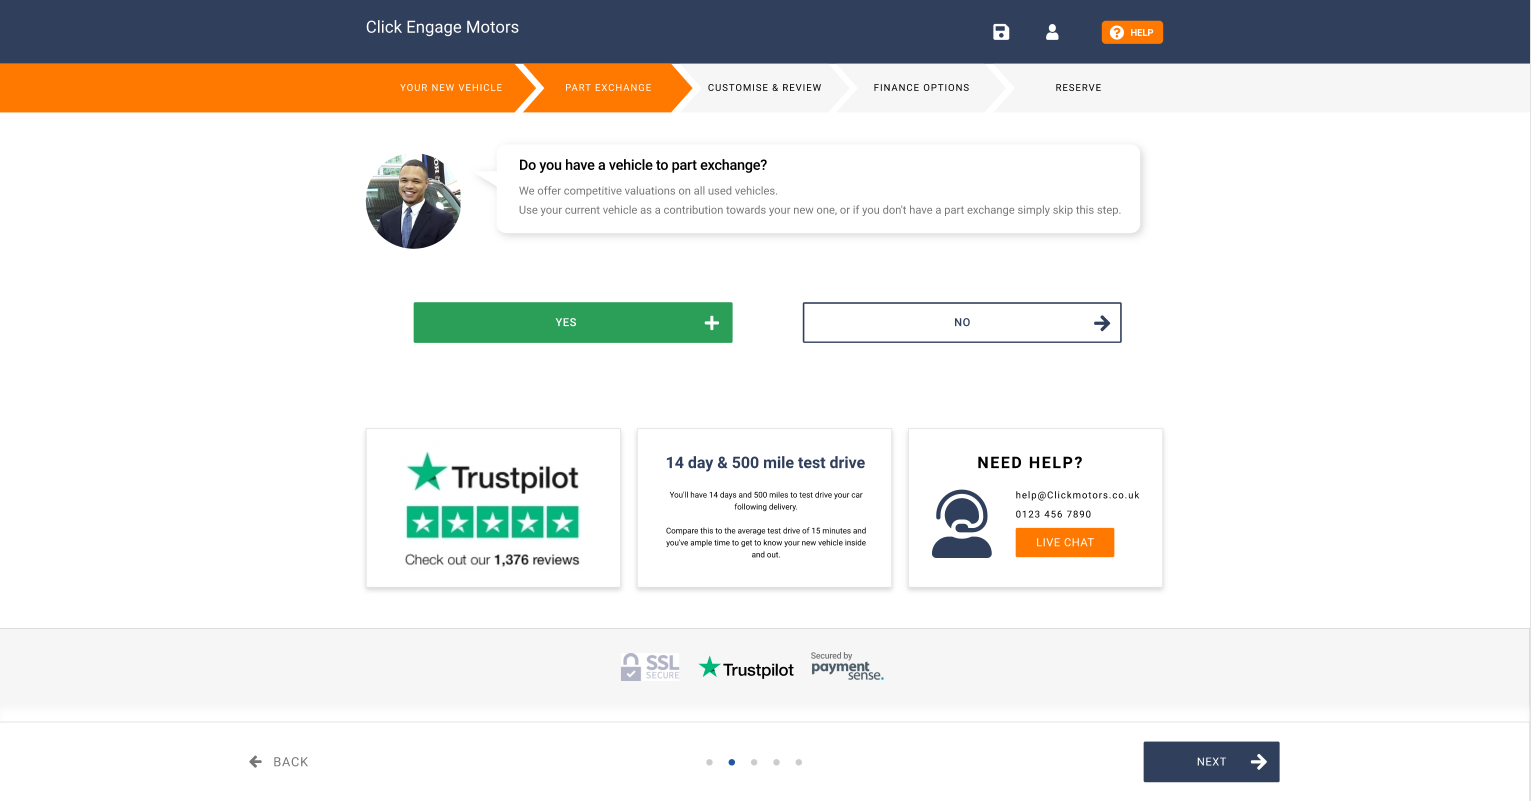 Click Engage Motors
HELP
YOUR NEW VEHICLE
PART EXCHANGE
CUSTOMISE & REVIEW
FINANCE OPTIONS
RESERVE
Do you have a vehicle to part exchange?
We offer competitive valuations on all used vehicles.
Use your current vehicle as a contribution towards your new one, or if you don't have a part exchange simply skip this step.
YES
NO
Trustpilot
Check out our 1,376 reviews
14 day & 500 mile test drive
You'll have 14 days and 500 miles to test drive your car
following delivery.
Compare this to the average test drive of 15 minutes and
you've ample time to get to know your new vehicle inside
and out.
NEED HELP?
help@Clickmotors.co.uk
0123 456 7890
LIVE CHAT
SSL
SECURE
Trustpilot
Secured by
payment
sense.
BACK
NEXT